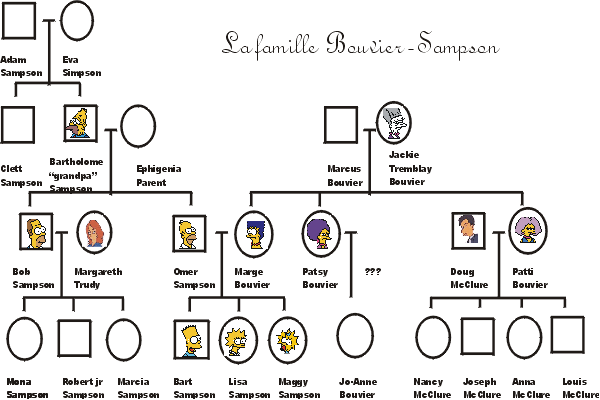 La famille Bouvier-Sampson
Adam
Sampson
Eva
Simpson
Clett
Sampson
Bartholome
“grandpa”
Sampson
Ephigenia
Parent
Marcus
Bouvier
Jackie
Tremblay
Bouvier
Bob
Sampson
Margareth
Trudy
Omer
Sampson
Marge
Bouvier
Patsy
Bouvier
???
Doug
McClure
Patti
Bouvier
Mona
Sampson
Robert jr
Sampson
Marcia
Sampson
Bart
Sampson
Lisa
Sampson
Maggy
Sampson
Jo-Anne
Bouvier
Nancy
McClure
Joseph
McClure
Anna
McClure
Louis
McClure